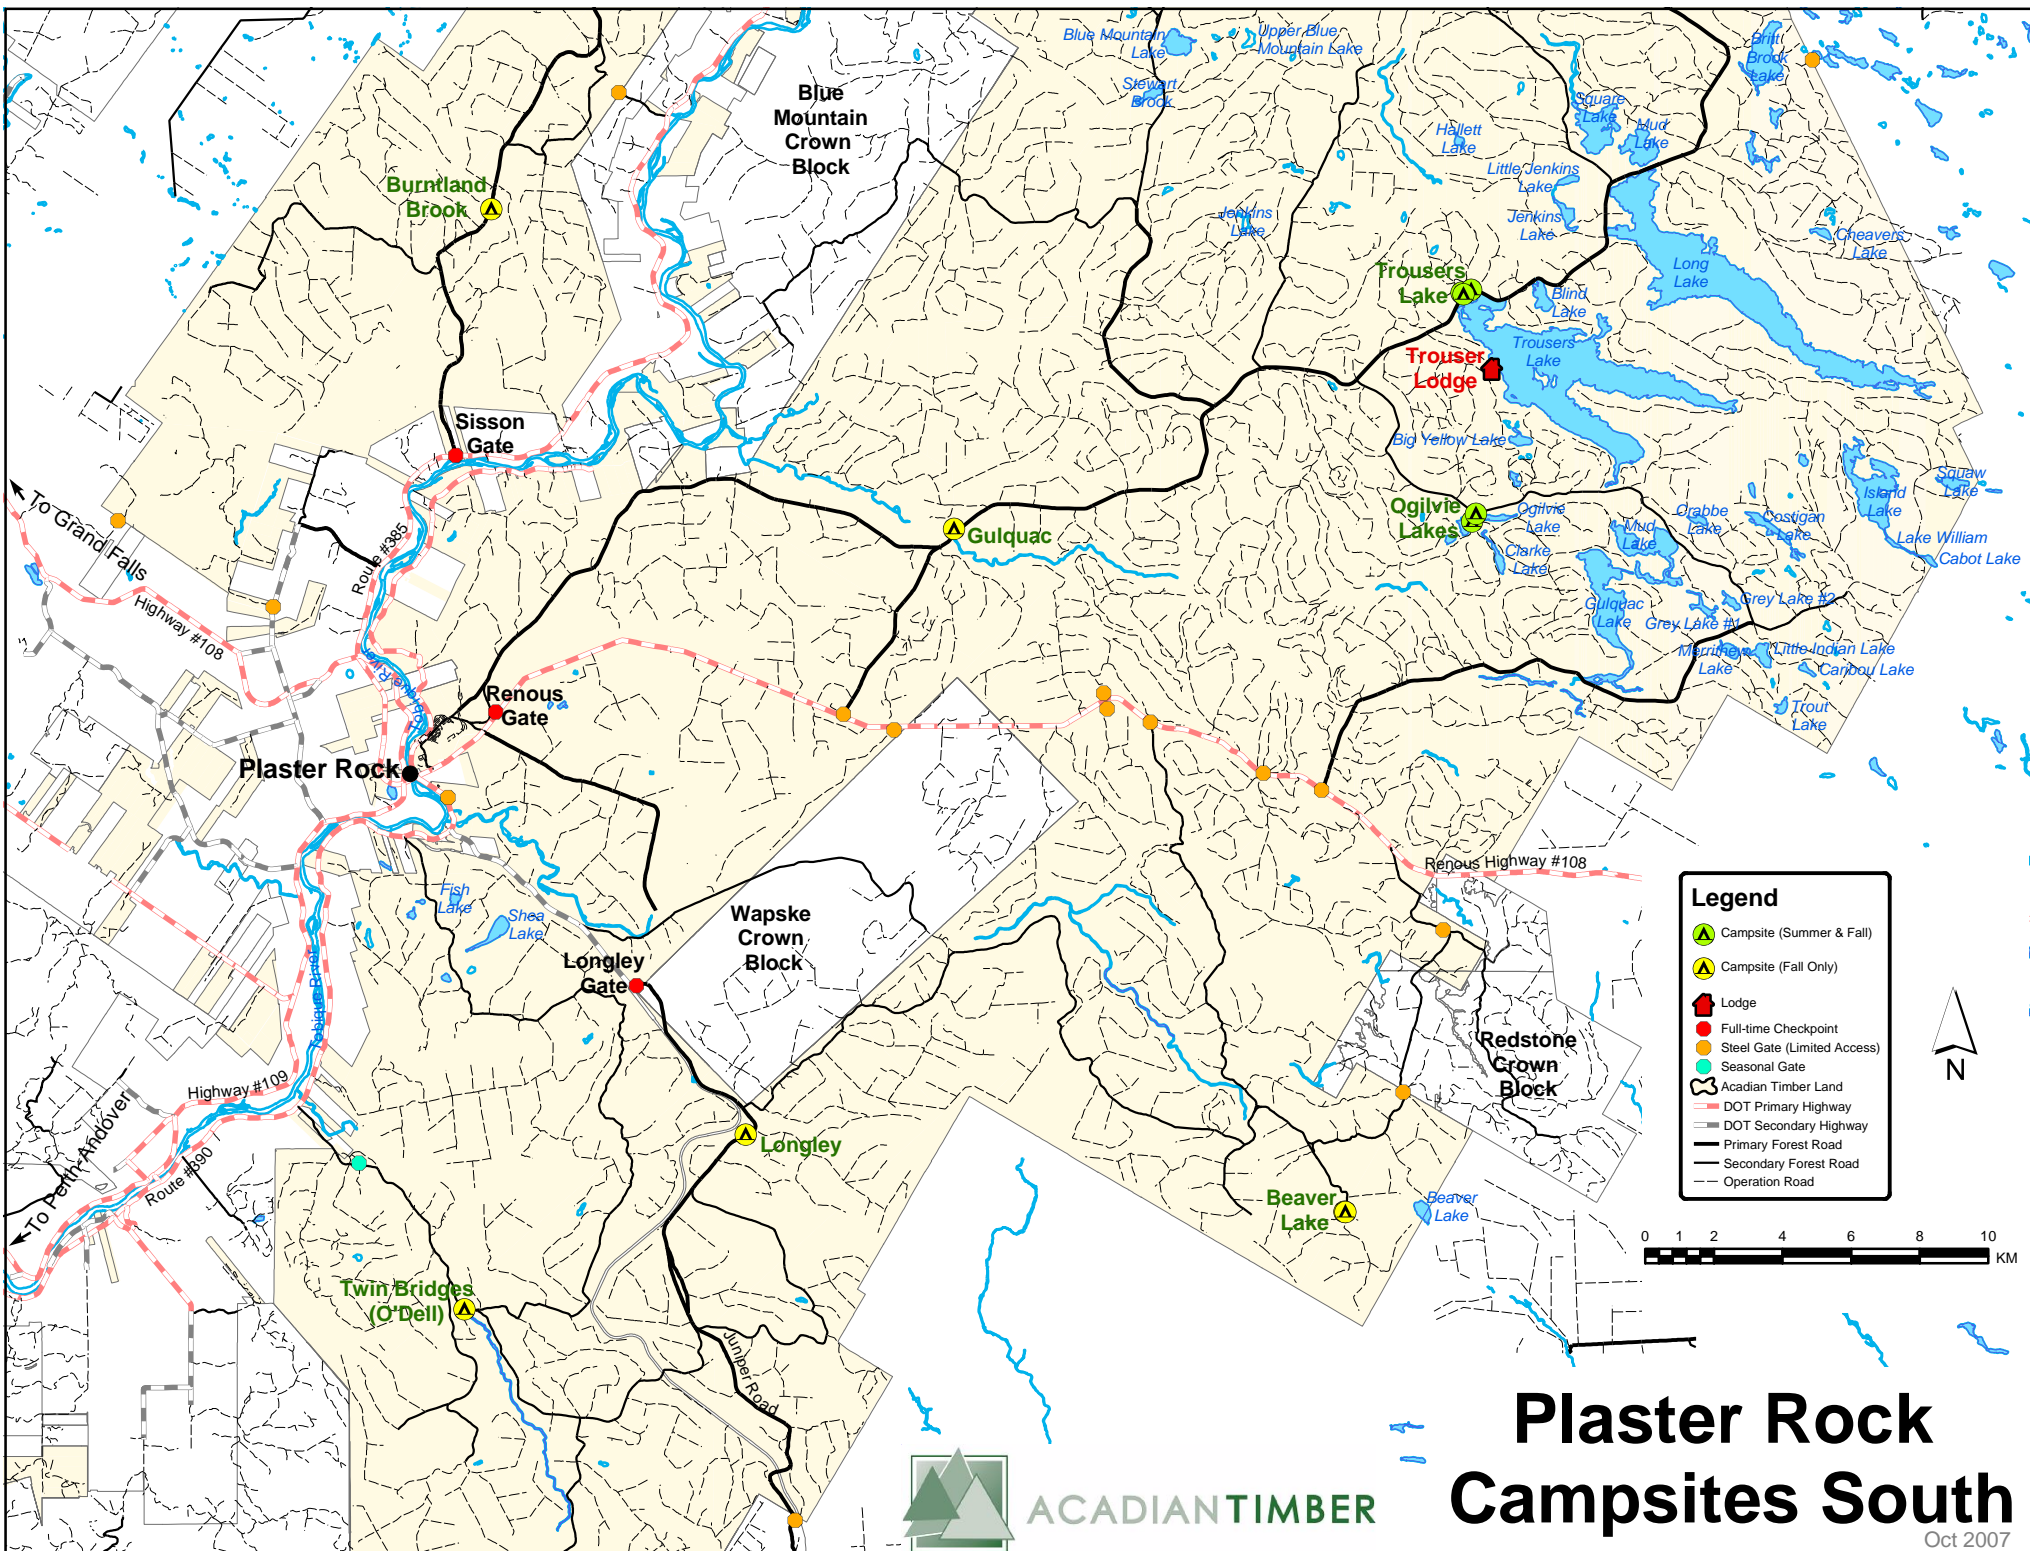 Blue Mountain
Lake
Upper Blue
Mountain Lake
Britt
Brook
Lake
Stewart
Brook
Blue
Mountain
Crown
Block
Square
Lake
Mud
Lake
Hallett
Lake
Little Jenkins
Lake
Burntland
Brook
Jenkins
Lake
Jenkins
Lake
Cheavers
Lake
Long
Lake
Trousers
Lake
Blind
Lake
Trousers
Lake
Trouser
Lodge
Sisson
Gate
Big Yellow Lake
Squaw
Lake
Island
Lake
To Grand Falls
Route #385
Ogilvie
Lakes
Ogilvie
Lake
Crabbe
Lake
Costigan
Lake
Mud
Lake
Gulquac
Lake William
Cabot Lake
Clarke
Lake
Highway #108
Gulquac
Lake
Grey Lake #2
Grey Lake #1
Merrithew
Lake
Little Indian Lake
Caribou Lake
Tobique River
Renous
Gate
Trout
Lake
Plaster Rock
Renous Highway #108
Fish
Lake
Shea
Lake
Wapske
Crown
Block
Longley
Gate
Tobique River
Redstone
Crown
Block
Highway #109
To Perth-Andover
Route #390
Longley
Beaver
Lake
Beaver
Lake
Twin Bridges
(O'Dell)
Juniper Road
Legend
Campsite (Summer & Fall)
Campsite (Fall Only)
Lodge
Full-time Checkpoint
Steel Gate (Limited Access)
Seasonal Gate
Acadian Timber Land
DOT Primary Highway
DOT Secondary Highway
Primary Forest Road
Secondary Forest Road
Operation Road
N
0 1 2 4 6 8 10
KM
ACADIAN TIMBER
Plaster Rock
Campsites South
Oct 2007